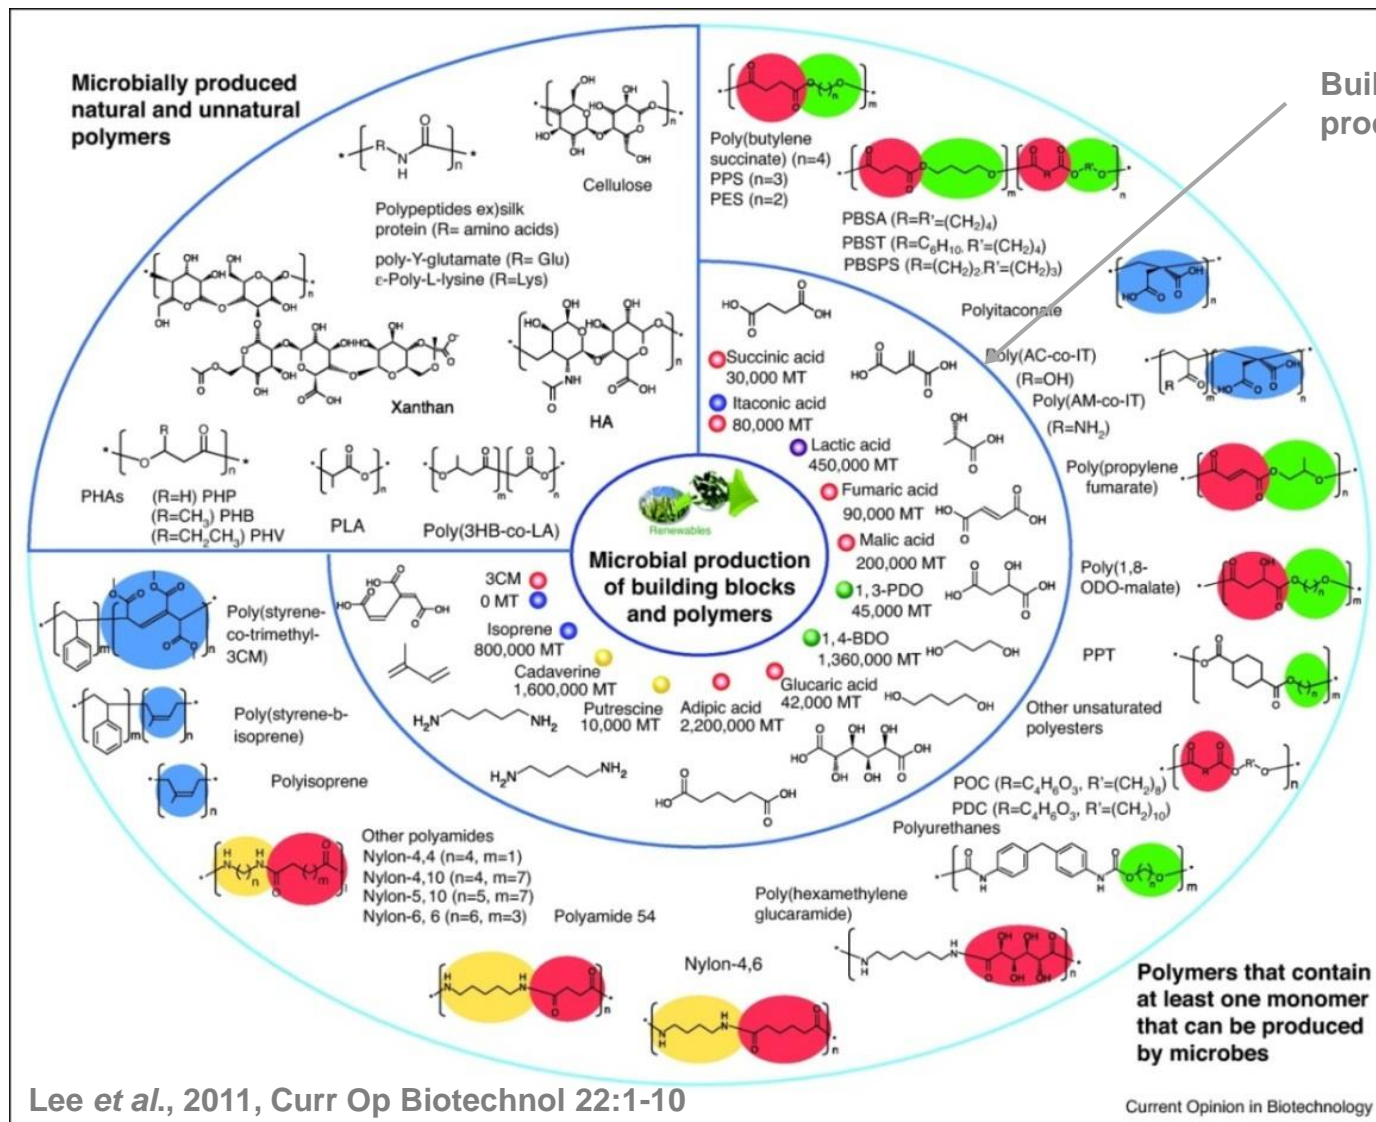 Microbially produced
natural and unnatural
polymers
Cellulose
Polypeptides ex)silk
protein (R= amino acids)
poly-Y-glutamate (R= Glu)
ε-Poly-L-lysine (R=Lys)
Xanthan
HA
PHAs
(R=H) PHP
(R=CH₃) PHB
(R=CH₂CH₃) PHV
PLA
Poly(3HB-co-LA)
Poly(butylene
succinate) (n=4)
PPS (n=3)
PES (n=2)
PBSA (R=R'=(CH₂)₄)
PBST (R=C₆H₁₀, R'=(CH₂)₄)
PBSPS (R=(CH₂)₂,R'=(CH₂)₃)
Polyitaconate
Poly(AC-co-IT)
(R=OH)
Poly(AM-co-IT)
(R=NH₂)
Poly(propylene
fumarate)
Poly(1,8-
ODO-malate)
PPT
Other unsaturated
polyesters
POC (R=C₄H₆O₃, R'=(CH₂)₈)
PDC (R=C₄H₆O₃, R'=(CH₂)₁₀)
Polyurethanes
Poly(hexamethylene
glucaramide)
Nylon-4,6
Polyamide 54
Other polyamides
Nylon-4,4 (n=4, m=1)
Nylon-4,10 (n=4, m=7)
Nylon-5, 10 (n=5, m=7)
Nylon-6, 6 (n=6, m=3)
Polyisoprene
Poly(styrene-b-
isoprene)
Poly(styrene-
co-trimethyl-
3CM)
Succinic acid
30,000 MT
Itaconic acid
80,000 MT
Lactic acid
450,000 MT
Fumaric acid
90,000 MT
Malic acid
200,000 MT
1,3-PDO
45,000 MT
1,4-BDO
1,360,000 MT
Glucaric acid
42,000 MT
Adipic acid
2,200,000 MT
Putrescine
10,000 MT
Cadaverine
1,600,000 MT
Isoprene
800,000 MT
3CM
0 MT
Renewables
Microbial production
of building blocks
and polymers
Polymers that contain
at least one monomer
that can be produced
by microbes
Lee et al., 2011, Curr Op Biotechnol 22:1-10
Current Opinion in Biotechnology